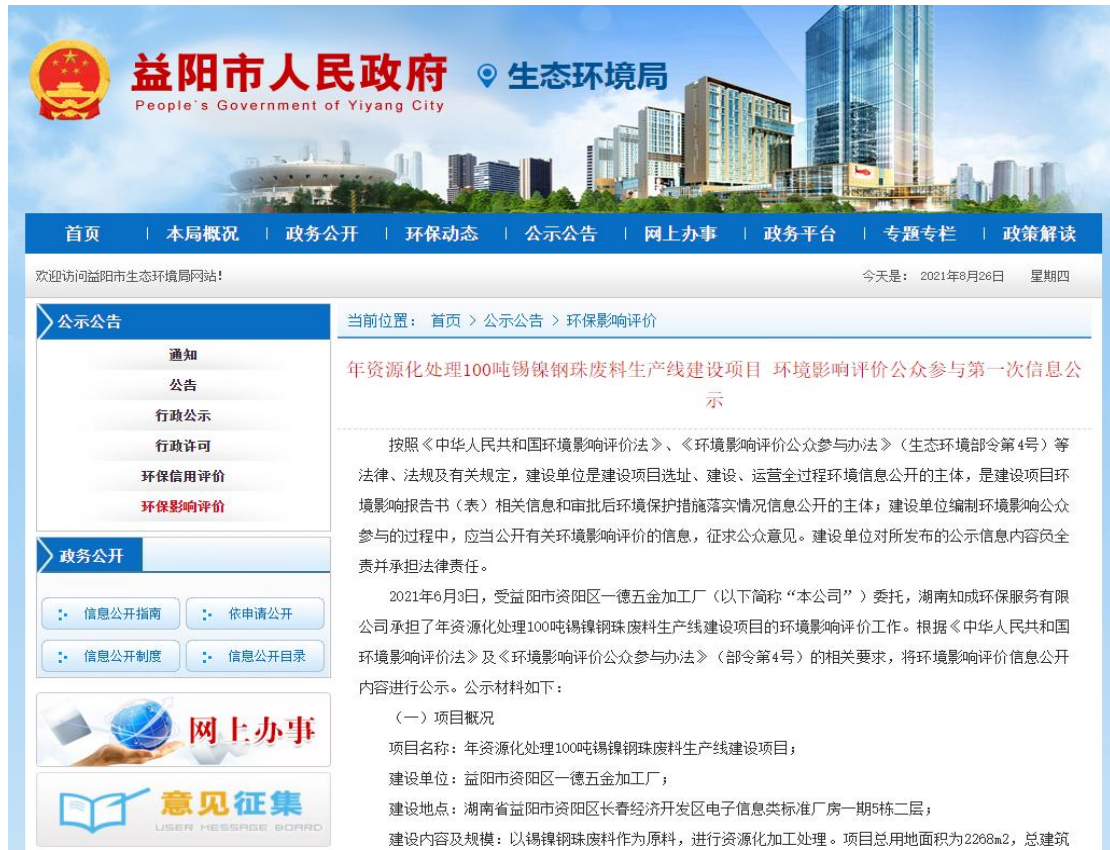 益阳市人民政府
生态环境局
People's Government of Yiyang City
首页 本局概况 政务公开 环保动态 公示公告 网上办事 政务平台 专题专栏 政策解读
欢迎访问益阳市生态环境局网站!
今天是: 2021年8月26日 星期四
公示公告
通知
公告
行政公示
行政许可
环保信用评价
环保影响评价
政务公开
信息公开指南 依申请公开
信息公开制度 信息公开目录
网上办事
意见征集
USER MESSAGE BOARD
当前位置: 首页 > 公示公告 > 环保影响评价
年资源化处理100吨锡镍钢珠废料生产线建设项目 环境影响评价公众参与第一次信息公
示
按照《中华人民共和国环境影响评价法》、《环境影响评价公众参与办法》(生态环境部令第4号)等
法律、法规及有关规定,建设单位是建设项目选址、建设、运营全过程环境信息公开的主体,是建设项目环
境影响报告书(表)相关信息和审批后环境保护措施落实情况信息公开的主体;建设单位编制环境影响公众
参与的过程中,应当公开有关环境影响评价的信息,征求公众意见。建设单位对所发布的公示信息内容负全
责并承担法律责任。
2021年6月3日,受益阳市资阳区一德五金加工厂(以下简称“本公司”)委托,湖南知成环保服务有限
公司承担了年资源化处理100吨锡镍钢珠废料生产线建设项目的环境影响评价工作。根据《中华人民共和国
环境影响评价法》及《环境影响评价公众参与办法》(部令第4号)的相关要求,将环境影响评价信息公开
内容进行公示。公示材料如下:
(一)项目概况
项目名称:年资源化处理100吨锡镍钢珠废料生产线建设项目;
建设单位:益阳市资阳区一德五金加工厂;
建设地点:湖南省益阳市资阳区长春经济开发区电子信息类标准厂房一期5栋二层;
建设内容及规模:以锡镍钢珠废料作为原料,进行资源化加工处理。项目总用地面积为2268m2,总建筑